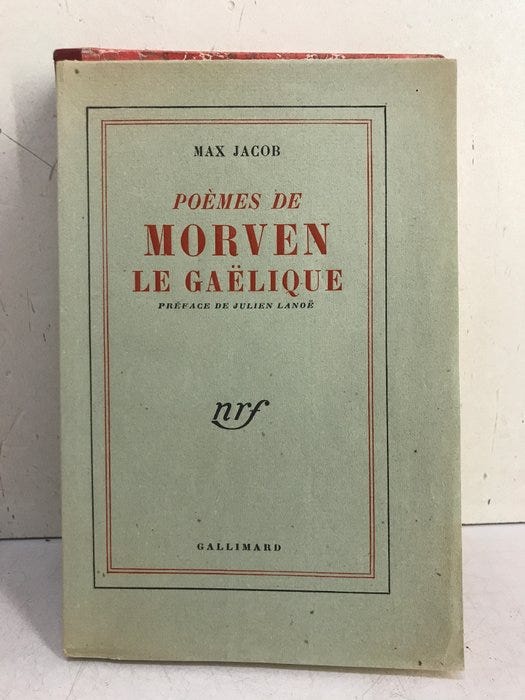 MAX JACOB
POÈMES DE
MORVEN
LE GAËLIQUE
PRÉFACE DE JULIEN LANOË
nrf
GALLIMARD